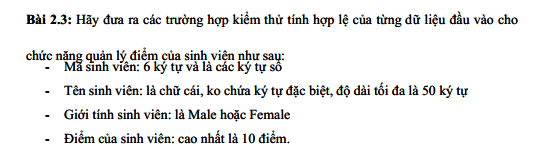 Bài 2.3: Hãy đưa ra các trường hợp kiểm thử tính hợp lệ của từng dữ liệu đầu vào cho
chức năng quản lý điểm của sinh viên như sau:
- Mã sinh viên: 6 ký tự và là các ký tự số
- Tên sinh viên: là chữ cái, ko chứa ký tự đặc biệt, độ dài tối đa là 50 ký tự
- Giới tính sinh viên: là Male hoặc Female
- Điểm của sinh viên: cao nhất là 10 điểm.